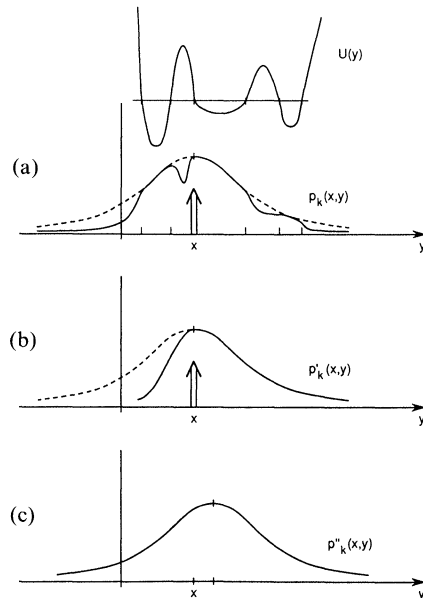 U(y)
(a)
p_k(x,y)
x
y
(b)
p'_k(x,y)
x
y
(c)
p"_k(x,y)
x
y